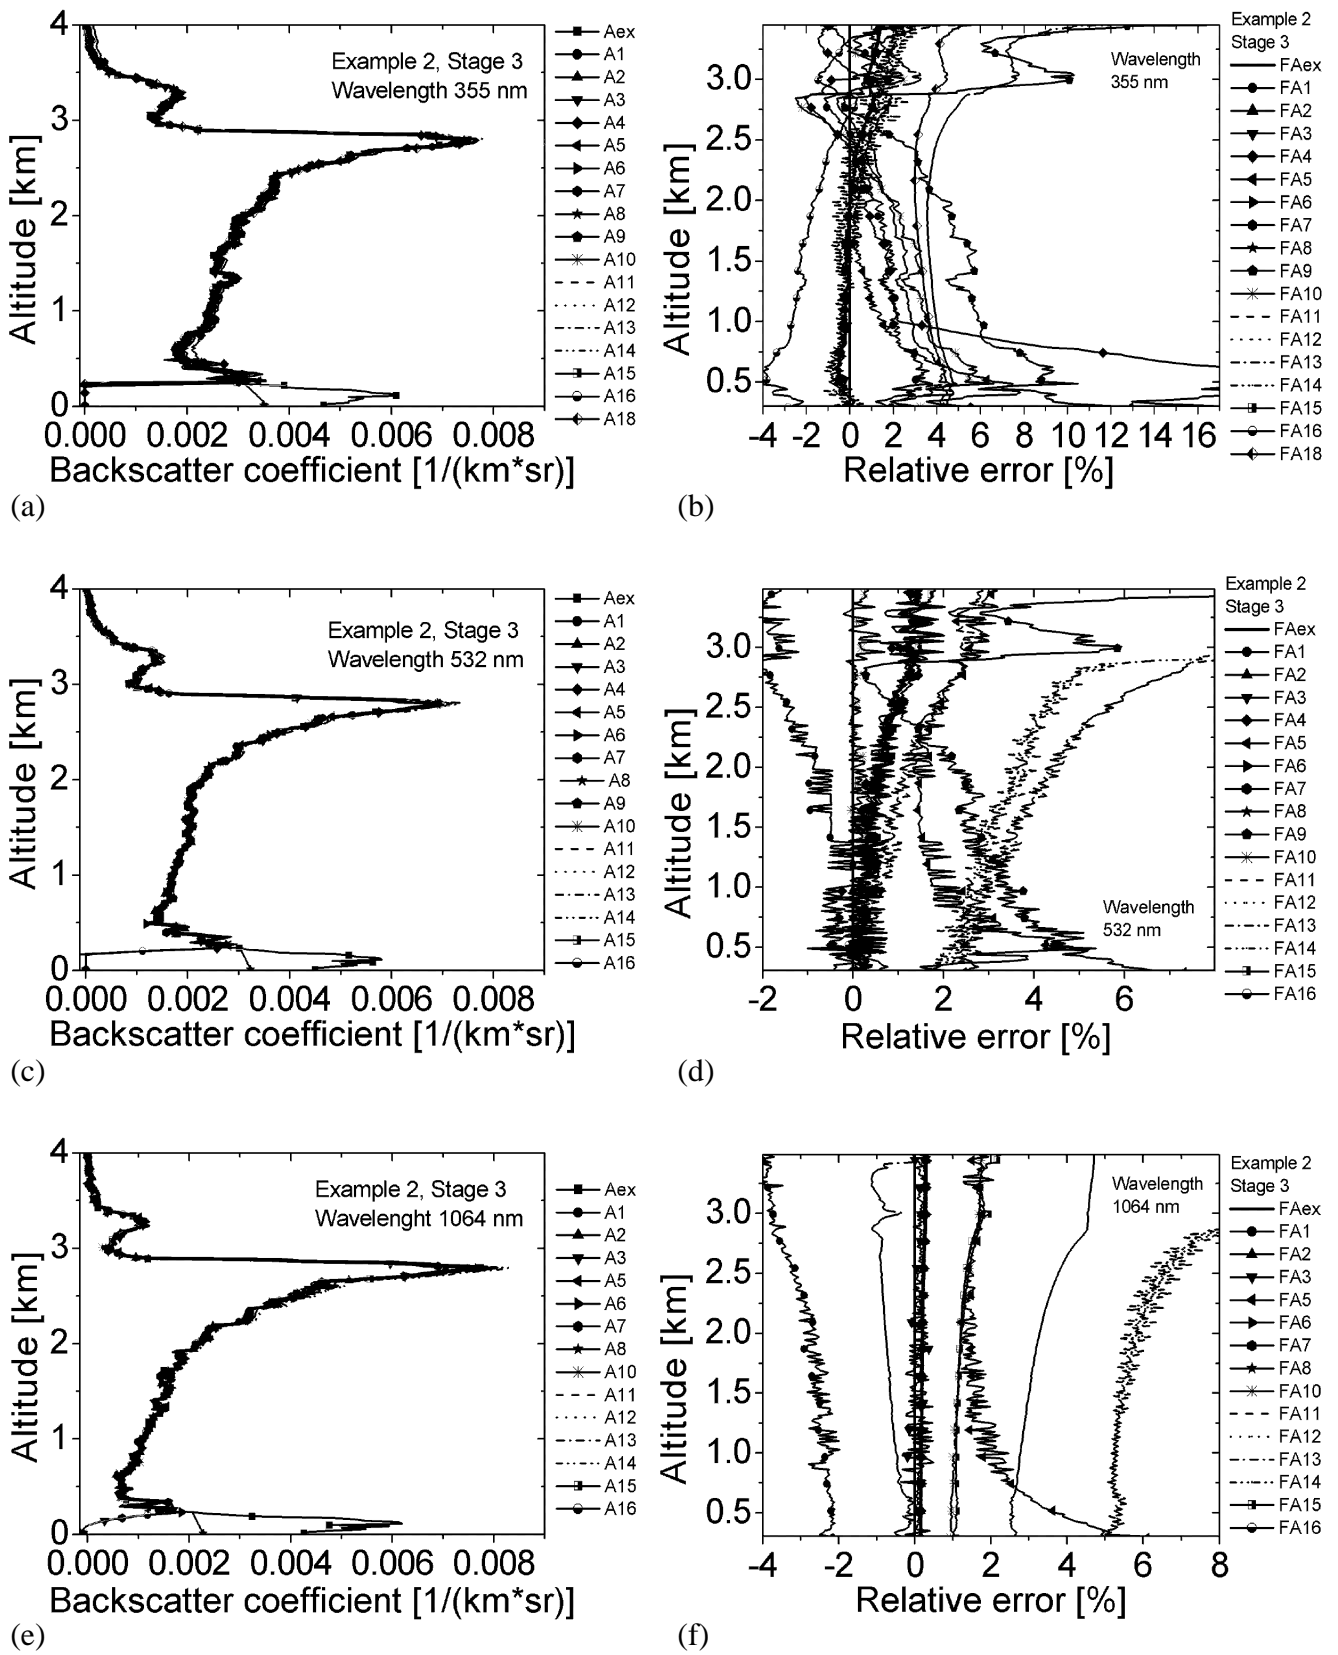 Example 2, Stage 3
Wavelength 355 nm
Altitude [km]
4
3
2
1
0
0.000 0.002 0.004 0.006 0.008
Backscatter coefficient [1/(km*sr)]
Aex
A1
A2
A3
A4
A5
A6
A7
A8
A9
A10
A11
A12
A13
A14
A15
A16
A18
(a)
Wavelength
355 nm
Altitude [km]
3.0
2.5
2.0
1.5
1.0
0.5
-4 -2 0 2 4 6 8 10 12 14 16
Relative error [%]
Example 2
Stage 3
FAex
FA1
FA2
FA3
FA4
FA5
FA6
FA7
FA8
FA9
FA10
FA11
FA12
FA13
FA14
FA15
FA16
FA18
(b)
Example 2, Stage 3
Wavelength 532 nm
Altitude [km]
4
3
2
1
0
0.000 0.002 0.004 0.006 0.008
Backscatter coefficient [1/(km*sr)]
Aex
A1
A2
A3
A4
A5
A6
A7
A8
A9
A10
A11
A12
A13
A14
A15
A16
(c)
Altitude [km]
3.0
2.5
2.0
1.5
1.0
0.5
Wavelength
532 nm
-2 0 2 4 6
Relative error [%]
Example 2
Stage 3
FAex
FA1
FA2
FA3
FA4
FA5
FA6
FA7
FA8
FA9
FA10
FA11
FA12
FA13
FA14
FA15
FA16
(d)
Example 2, Stage 3
Wavelenght 1064 nm
Altitude [km]
4
3
2
1
0
0.000 0.002 0.004 0.006 0.008
Backscatter coefficient [1/(km*sr)]
Aex
A1
A2
A3
A5
A6
A7
A8
A10
A11
A12
A13
A14
A15
A16
(e)
Wavelength
1064 nm
Altitude [km]
3.0
2.5
2.0
1.5
1.0
0.5
-4 -2 0 2 4 6 8
Relative error [%]
Example 2
Stage 3
FAex
FA1
FA2
FA3
FA5
FA6
FA7
FA8
FA10
FA11
FA12
FA13
FA14
FA15
FA16
(f)